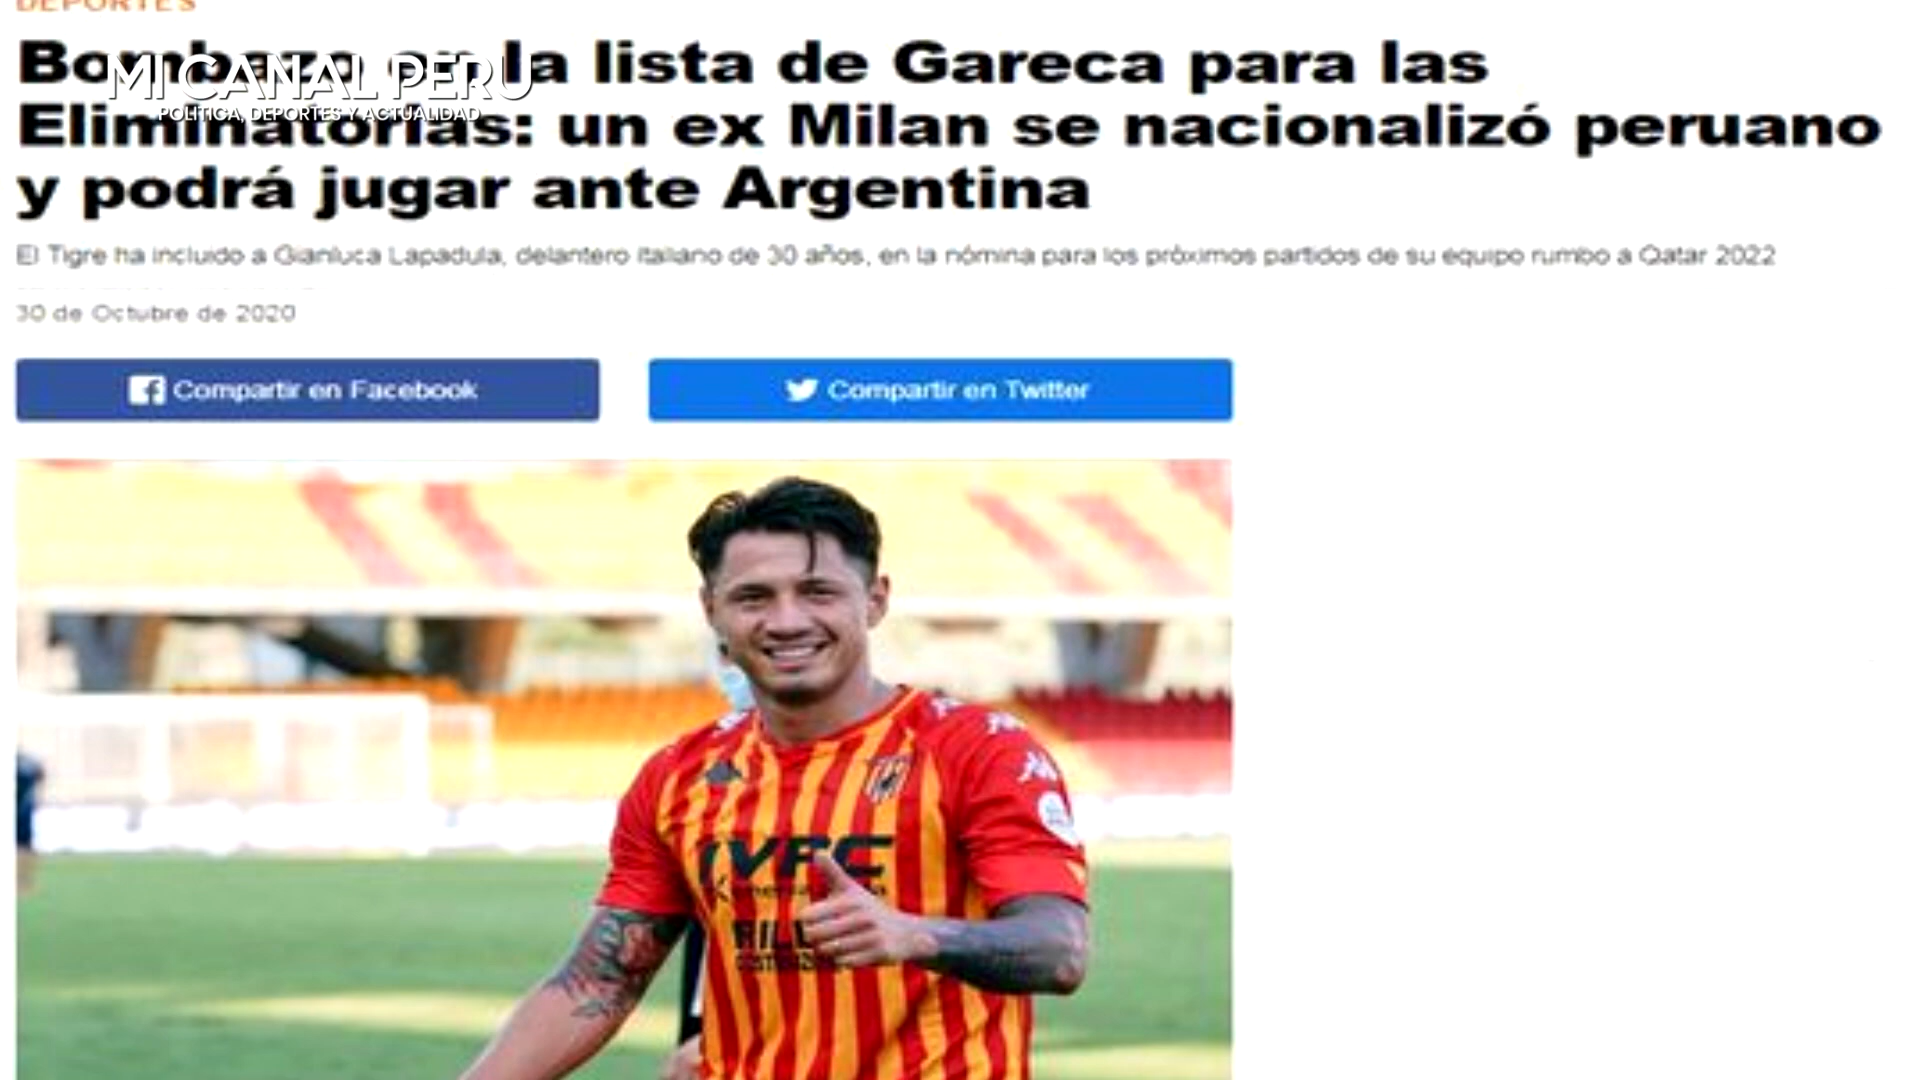 DEPORTES
Bombazo en la lista de Gareca para las
MI CANAL PERU
POLÍTICA, DEPORTES Y ACTUALIDAD
Eliminatorias: un ex Milan se nacionalizó peruano
y podrá jugar ante Argentina
El Tigre ha incluido a Gianluca Lapadula, delantero italiano de 30 años, en la nómina para los próximos partidos de su equipo rumbo a Qatar 2022
30 de Octubre de 2020
Compartir en Facebook
Compartir en Twitter
IVPC